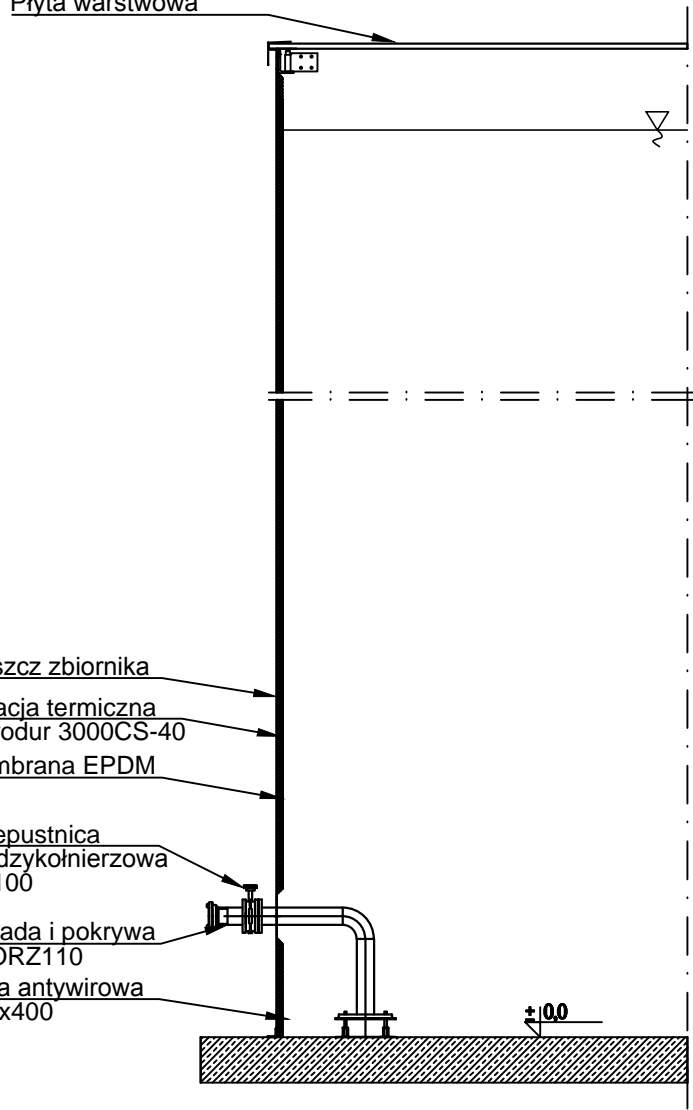 Płyta warstwowa
szcz zbiornika
acja termiczna
odur 3000CS-40
mbrana EPDM
epustnica
dzykołnierzowa
100
ada i pokrywa
ORZ110
a antywirowa
x400
± 0,0